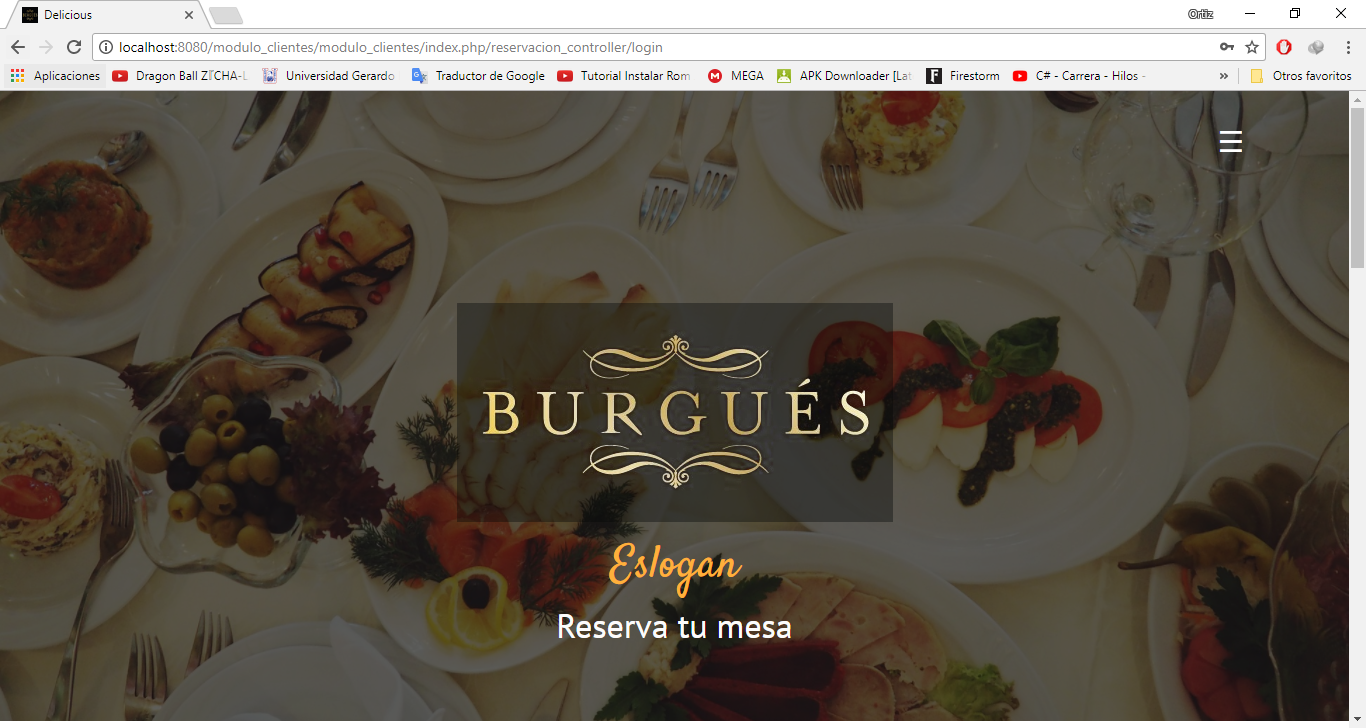 Delicious
Ortiz
localhost:8080/modulo_clientes/modulo_clientes/index.php/reservacion_controller/login
Aplicaciones
Dragon Ball Z『CHA-L
Universidad Gerardo
Traductor de Google
Tutorial Instalar Rom
MEGA
APK Downloader [Lat
Firestorm
C# - Carrera - Hilos -
»
Otros favoritos
BURGUÉS
Eslogan
Reserva tu mesa